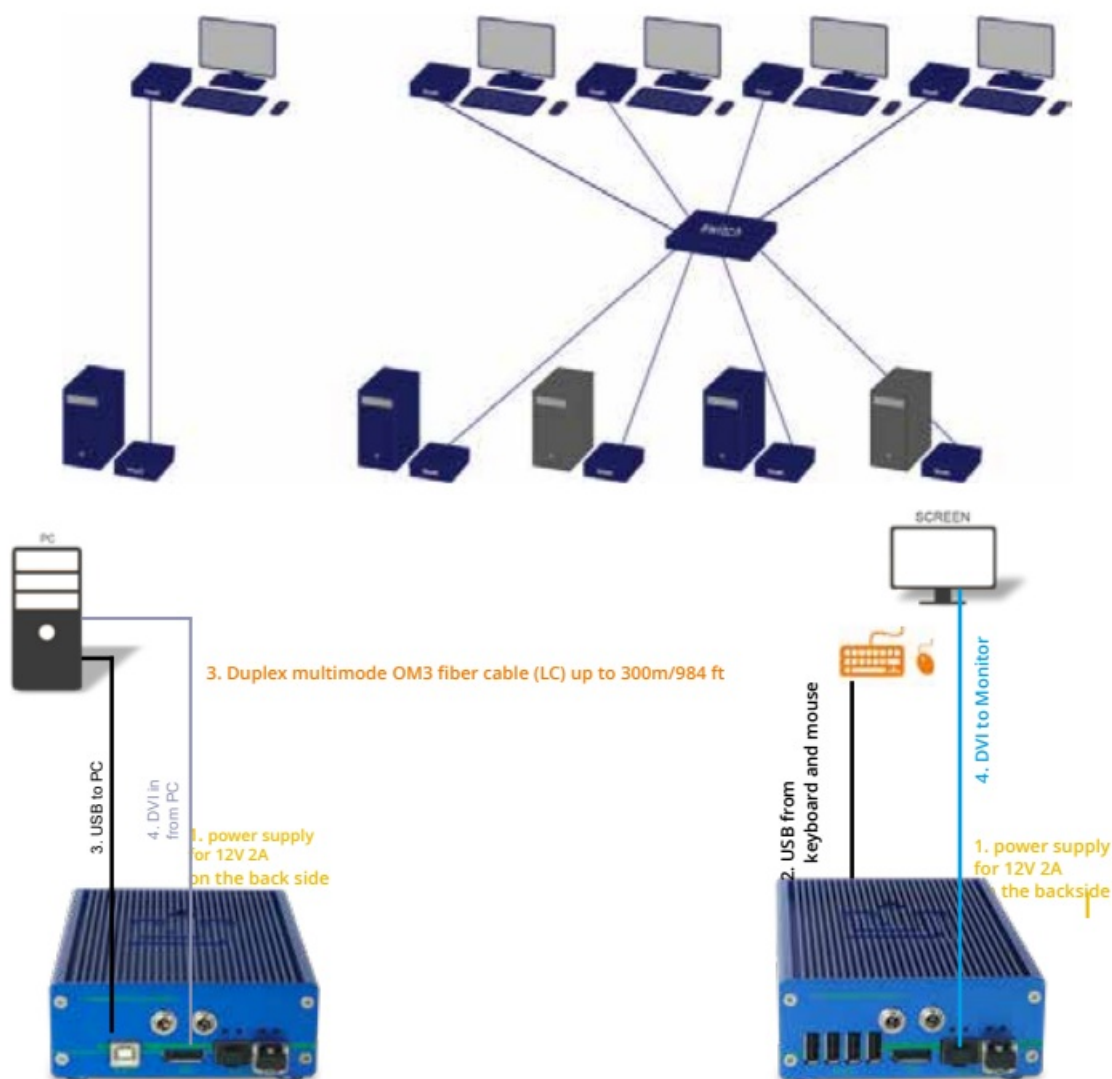 Switch
PC
SCREEN
3. Duplex multimode OM3 fiber cable (LC) up to 300m/984 ft
3. USB to PC
4. DVI in
from PC
1. power supply
for 12V 2A
on the back side
2. USB from
keyboard and mouse
4. DVI to Monitor
1. power supply
for 12V 2A
the backside